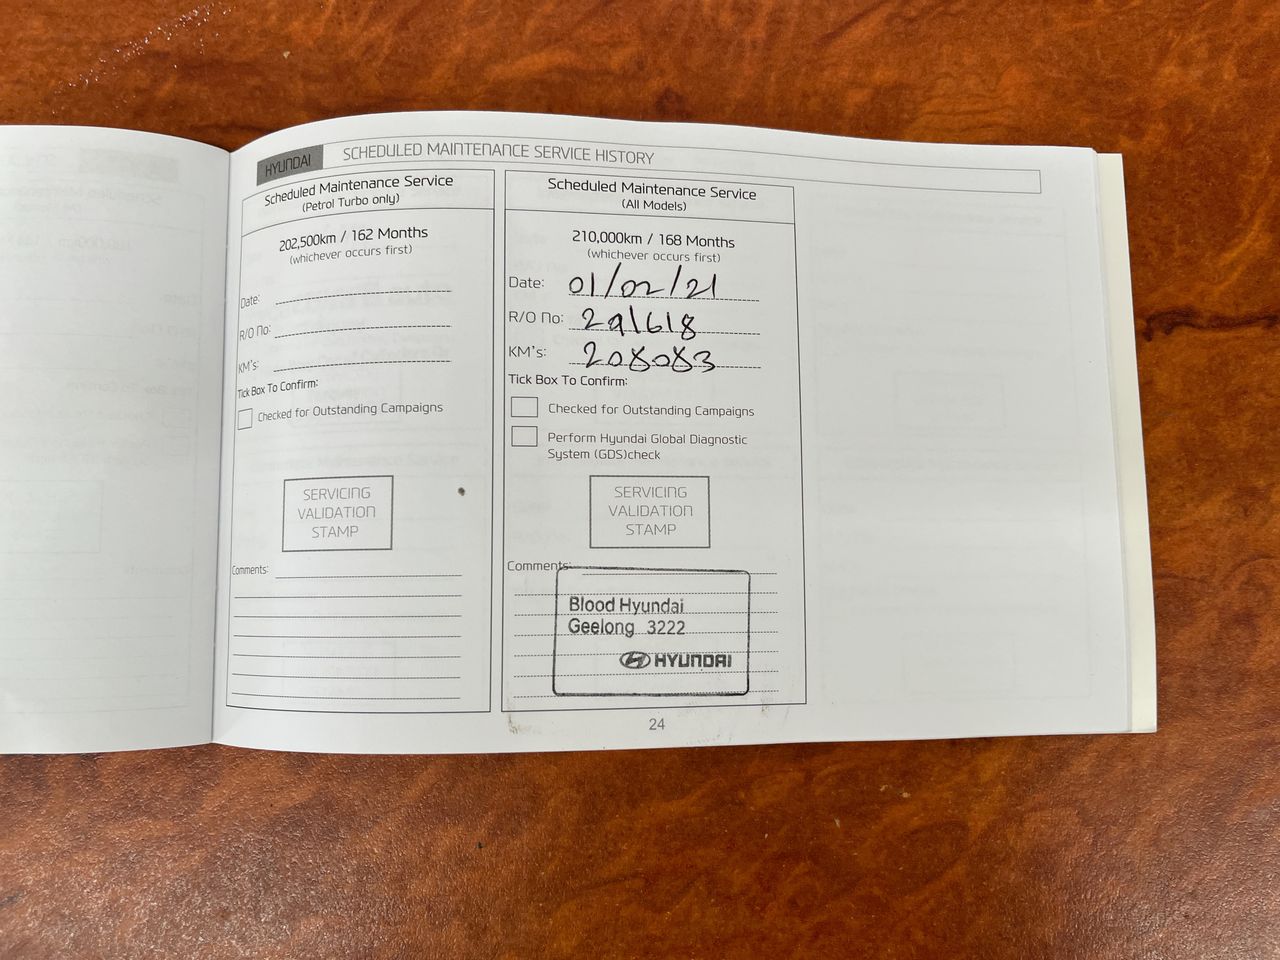 HYUNDAI SCHEDULED MAINTENANCE SERVICE HISTORY
Scheduled Maintenance Service
(Petrol Turbo only)
202,500km / 162 Months
(whichever occurs first)
Date:
R/O No:
KM's:
Tick Box To Confirm:
Checked for Outstanding Campaigns
SERVICING
VALIDATION
STAMP
Comments:
Scheduled Maintenance Service
(All Models)
210,000km / 168 Months
(whichever occurs first)
Date: 01/02/21
R/O No: 291618
KM's: 208083
Tick Box To Confirm:
Checked for Outstanding Campaigns
Perform Hyundai Global Diagnostic
System (GDS)check
SERVICING
VALIDATION
STAMP
Comments:
Blood Hyundai
Geelong 3222
HYUNDAI
24